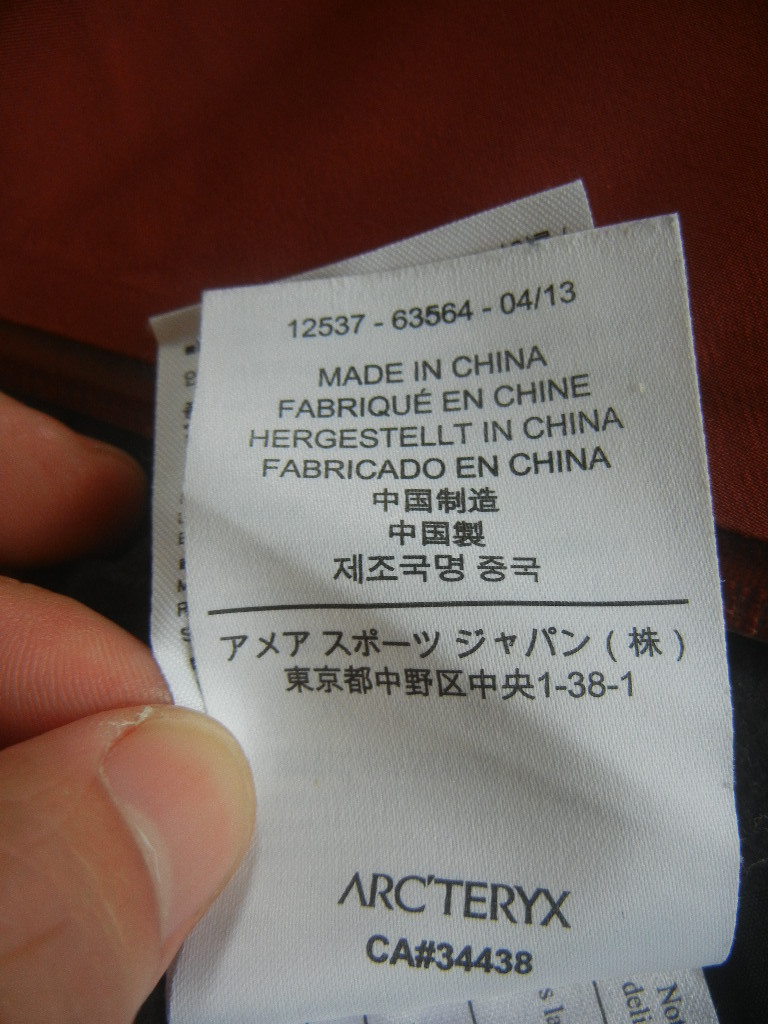 12537 - 63564 - 04/13
MADE IN CHINA
FABRIQUÉ EN CHINE
HERGESTELLT IN CHINA
FABRICADO EN CHINA
中国制造
中国製
제조국명 중국
アメア スポーツ ジャパン ( 株 )
東京都中野区中央1-38-1
ARC'TERYX
CA#34438